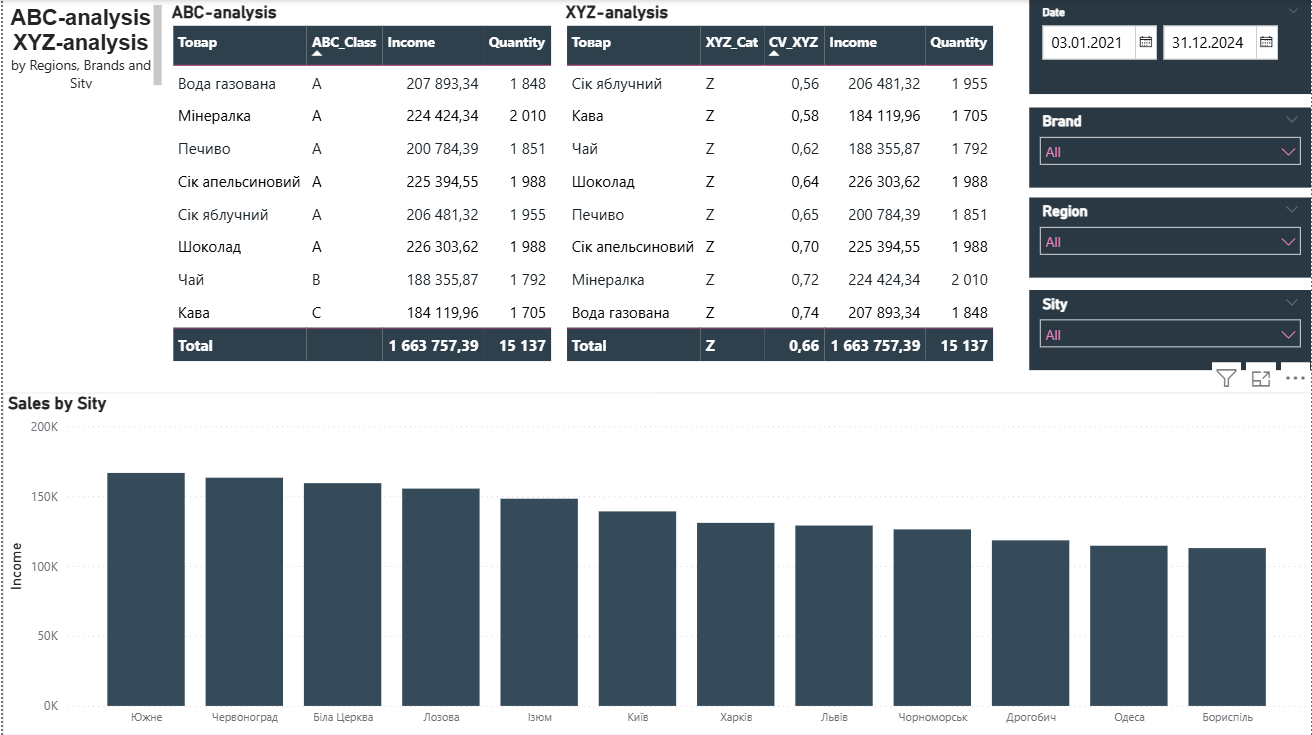 ABC-analysis
XYZ-analysis
by Regions, Brands and
Sity
ABC-analysis
Товар ABC_Class Income Quantity
Вода газована A 207 893,34 1 848
Мінералка A 224 424,34 2 010
Печиво A 200 784,39 1 851
Сік апельсиновий A 225 394,55 1 988
Сік яблучний A 206 481,32 1 955
Шоколад A 226 303,62 1 988
Чай B 188 355,87 1 792
Кава C 184 119,96 1 705
Total 1 663 757,39 15 137
XYZ-analysis
Товар XYZ_Cat CV_XYZ Income Quantity
Сік яблучний Z 0,56 206 481,32 1 955
Кава Z 0,58 184 119,96 1 705
Чай Z 0,62 188 355,87 1 792
Шоколад Z 0,64 226 303,62 1 988
Печиво Z 0,65 200 784,39 1 851
Сік апельсиновий Z 0,70 225 394,55 1 988
Мінералка Z 0,72 224 424,34 2 010
Вода газована Z 0,74 207 893,34 1 848
Total Z 0,66 1 663 757,39 15 137
Date
03.01.2021 31.12.2024
Brand
All
Region
All
Sity
All
Sales by Sity
Income
200K
150K
100K
50K
0K
Южне Червоноград Біла Церква Лозова Ізюм Київ Харків Львів Чорноморськ Дрогобич Одеса Бориспіль